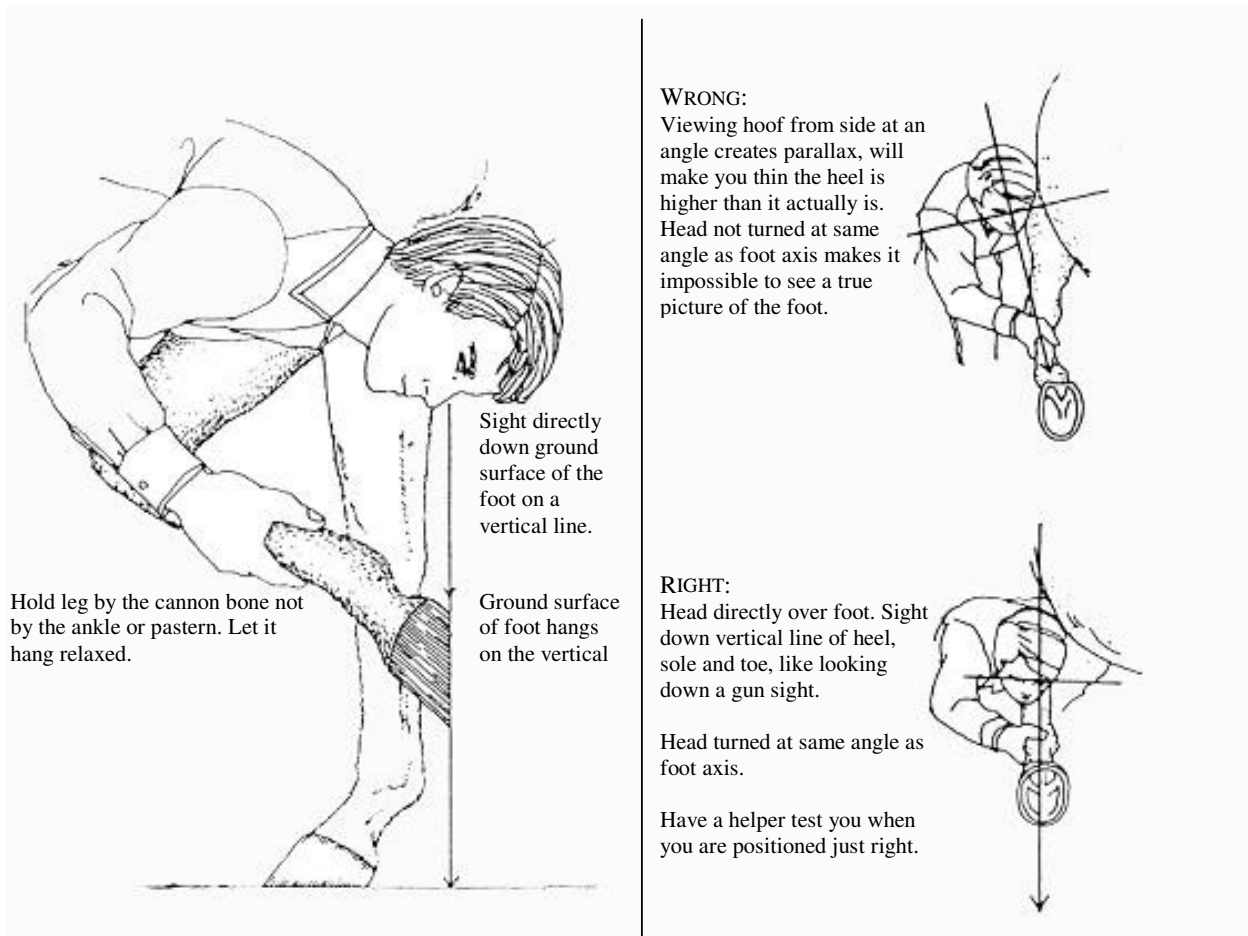 Sight directly
down ground
surface of the
foot on a
vertical line.
Hold leg by the cannon bone not
by the ankle or pastern. Let it
hang relaxed.
Ground surface
of foot hangs
on the vertical
WRONG:
Viewing hoof from side at an
angle creates parallax, will
make you thin the heel is
higher than it actually is.
Head not turned at same
angle as foot axis makes it
impossible to see a true
picture of the foot.
RIGHT:
Head directly over foot. Sight
down vertical line of heel,
sole and toe, like looking
down a gun sight.
Head turned at same angle as
foot axis.
Have a helper test you when
you are positioned just right.